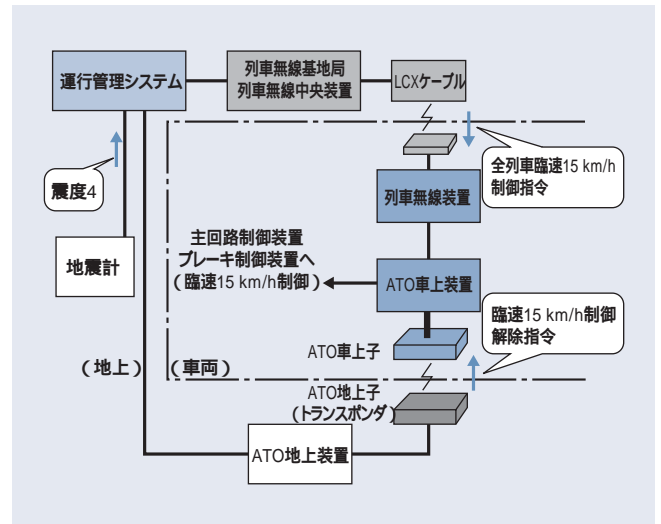 運行管理システム
列車無線基地局
列車無線中央装置
LCXケーブル
震度4
全列車臨速15 km/h
制御指令
列車無線装置
地震計
主回路制御装置
ブレーキ制御装置へ
(臨速15 km/h制御)
ATO車上装置
臨速15 km/h制御
解除指令
ATO車上子
(地上)
(車両)
ATO地上子
(トランスポンダ)
ATO地上装置